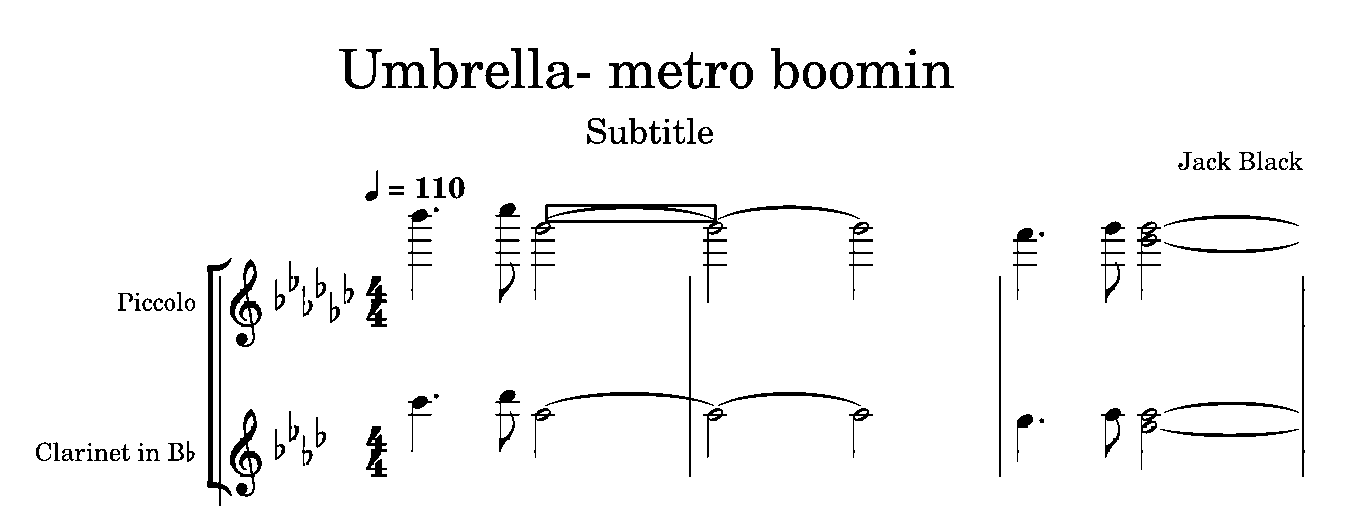 Umbrella- metro boomin
Subtitle
Jack Black
♩ = 110
Piccolo
Clarinet in B♭